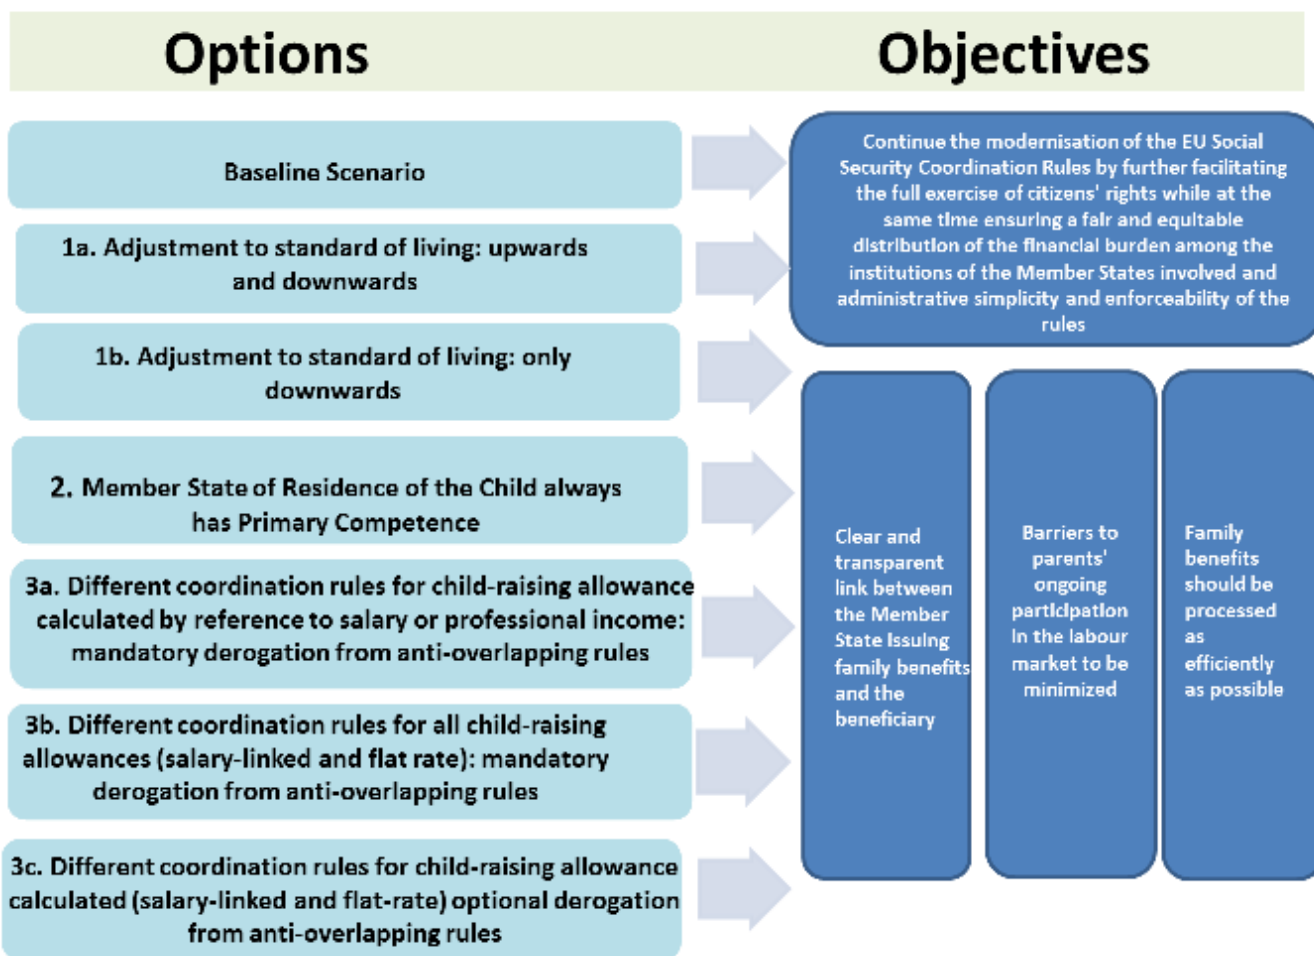 Options
Objectives
Baseline Scenario
1a. Adjustment to standard of living: upwards
and downwards
1b. Adjustment to standard of living: only
downwards
2. Member State of Residence of the Child always
has Primary Competence
3a. Different coordination rules for child-raising allowance
calculated by reference to salary or professional income:
mandatory derogation from anti-overlapping rules
3b. Different coordination rules for all child-raising
allowances (salary-linked and flat rate): mandatory
derogation from anti-overlapping rules
3c. Different coordination rules for child-raising allowance
calculated (salary-linked and flat-rate) optional derogation
from anti-overlapping rules
Continue the modernisation of the EU Social
Security Coordination Rules by further facilitating
the full exercise of citizens' rights while at the
same time ensuring a fair and equitable
distribution of the financial burden among the
institutions of the Member States involved and
administrative simplicity and enforceability of the
rules
Clear and
transparent
link between
the Member
State issuing
family benefits
and the
beneficiary
Barriers to
parents'
ongoing
participation
in the labour
market to be
minimized
Family
benefits
should be
processed
as
efficiently
as possible